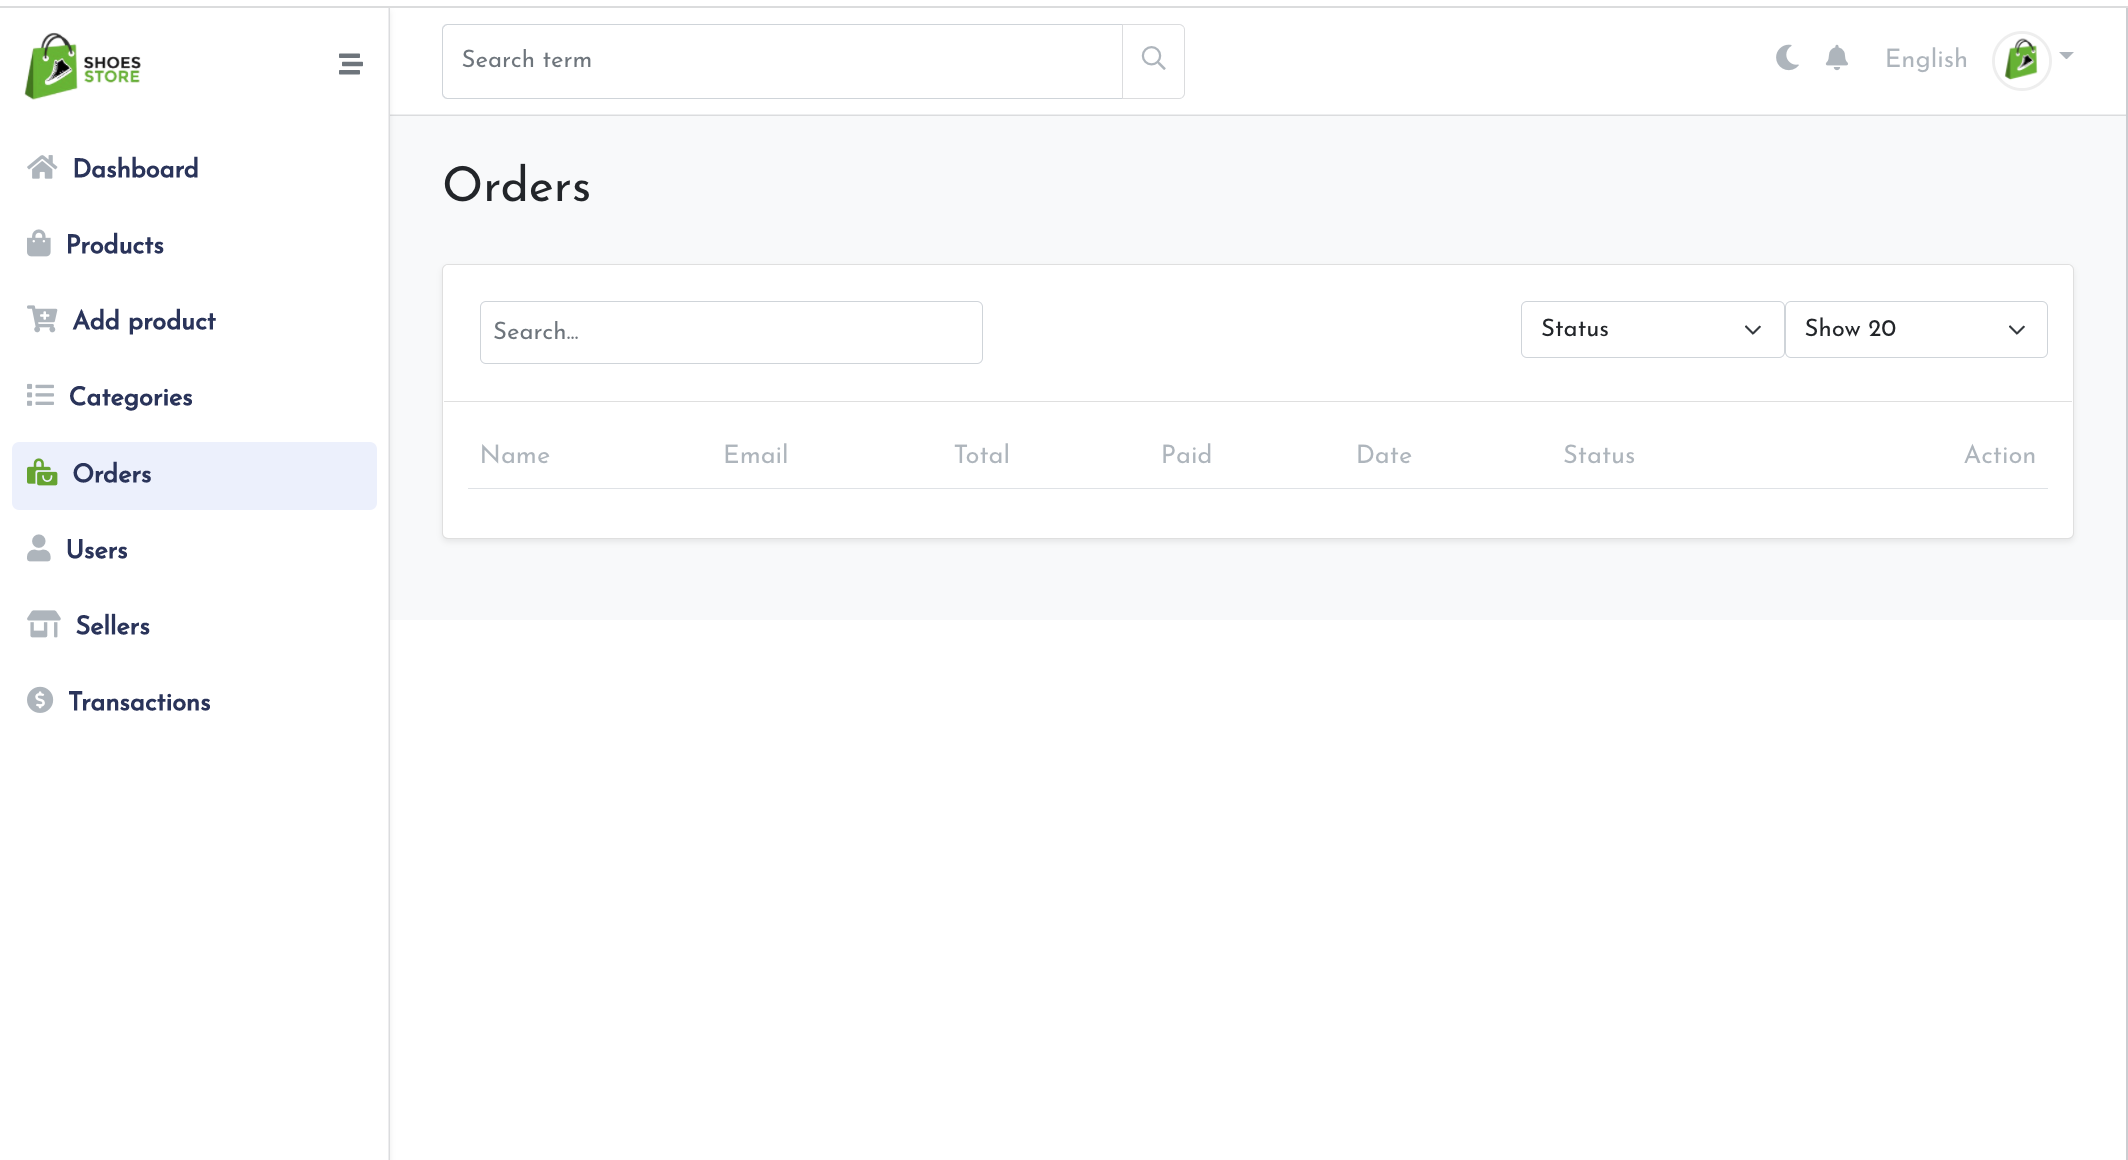 SHOES
STORE
Search term
English
Dashboard
Products
Add product
Categories
Orders
Users
Sellers
Transactions
Orders
Search...
Status
Show 20
Name Email Total Paid Date Status Action